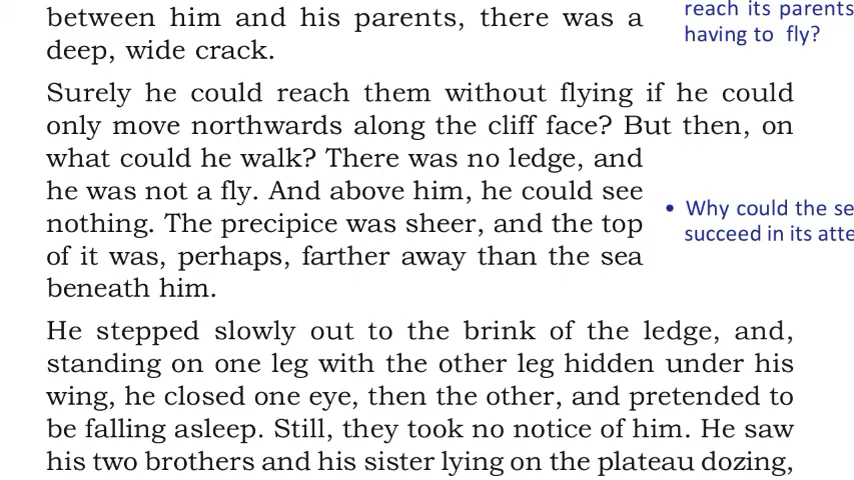 between him and his parents, there was a
deep, wide crack.
Surely he could reach them without flying if he could
only move northwards along the cliff face? But then, on
what could he walk? There was no ledge, and
he was not a fly. And above him, he could see
nothing. The precipice was sheer, and the top
of it was, perhaps, farther away than the sea
beneath him.
He stepped slowly out to the brink of the ledge, and,
standing on one leg with the other leg hidden under his
wing, he closed one eye, then the other, and pretended to
be falling asleep. Still, they took no notice of him. He saw
his two brothers and his sister lying on the plateau dozing,
reach its parents
having to fly?
• Why could the se
succeed in its atte